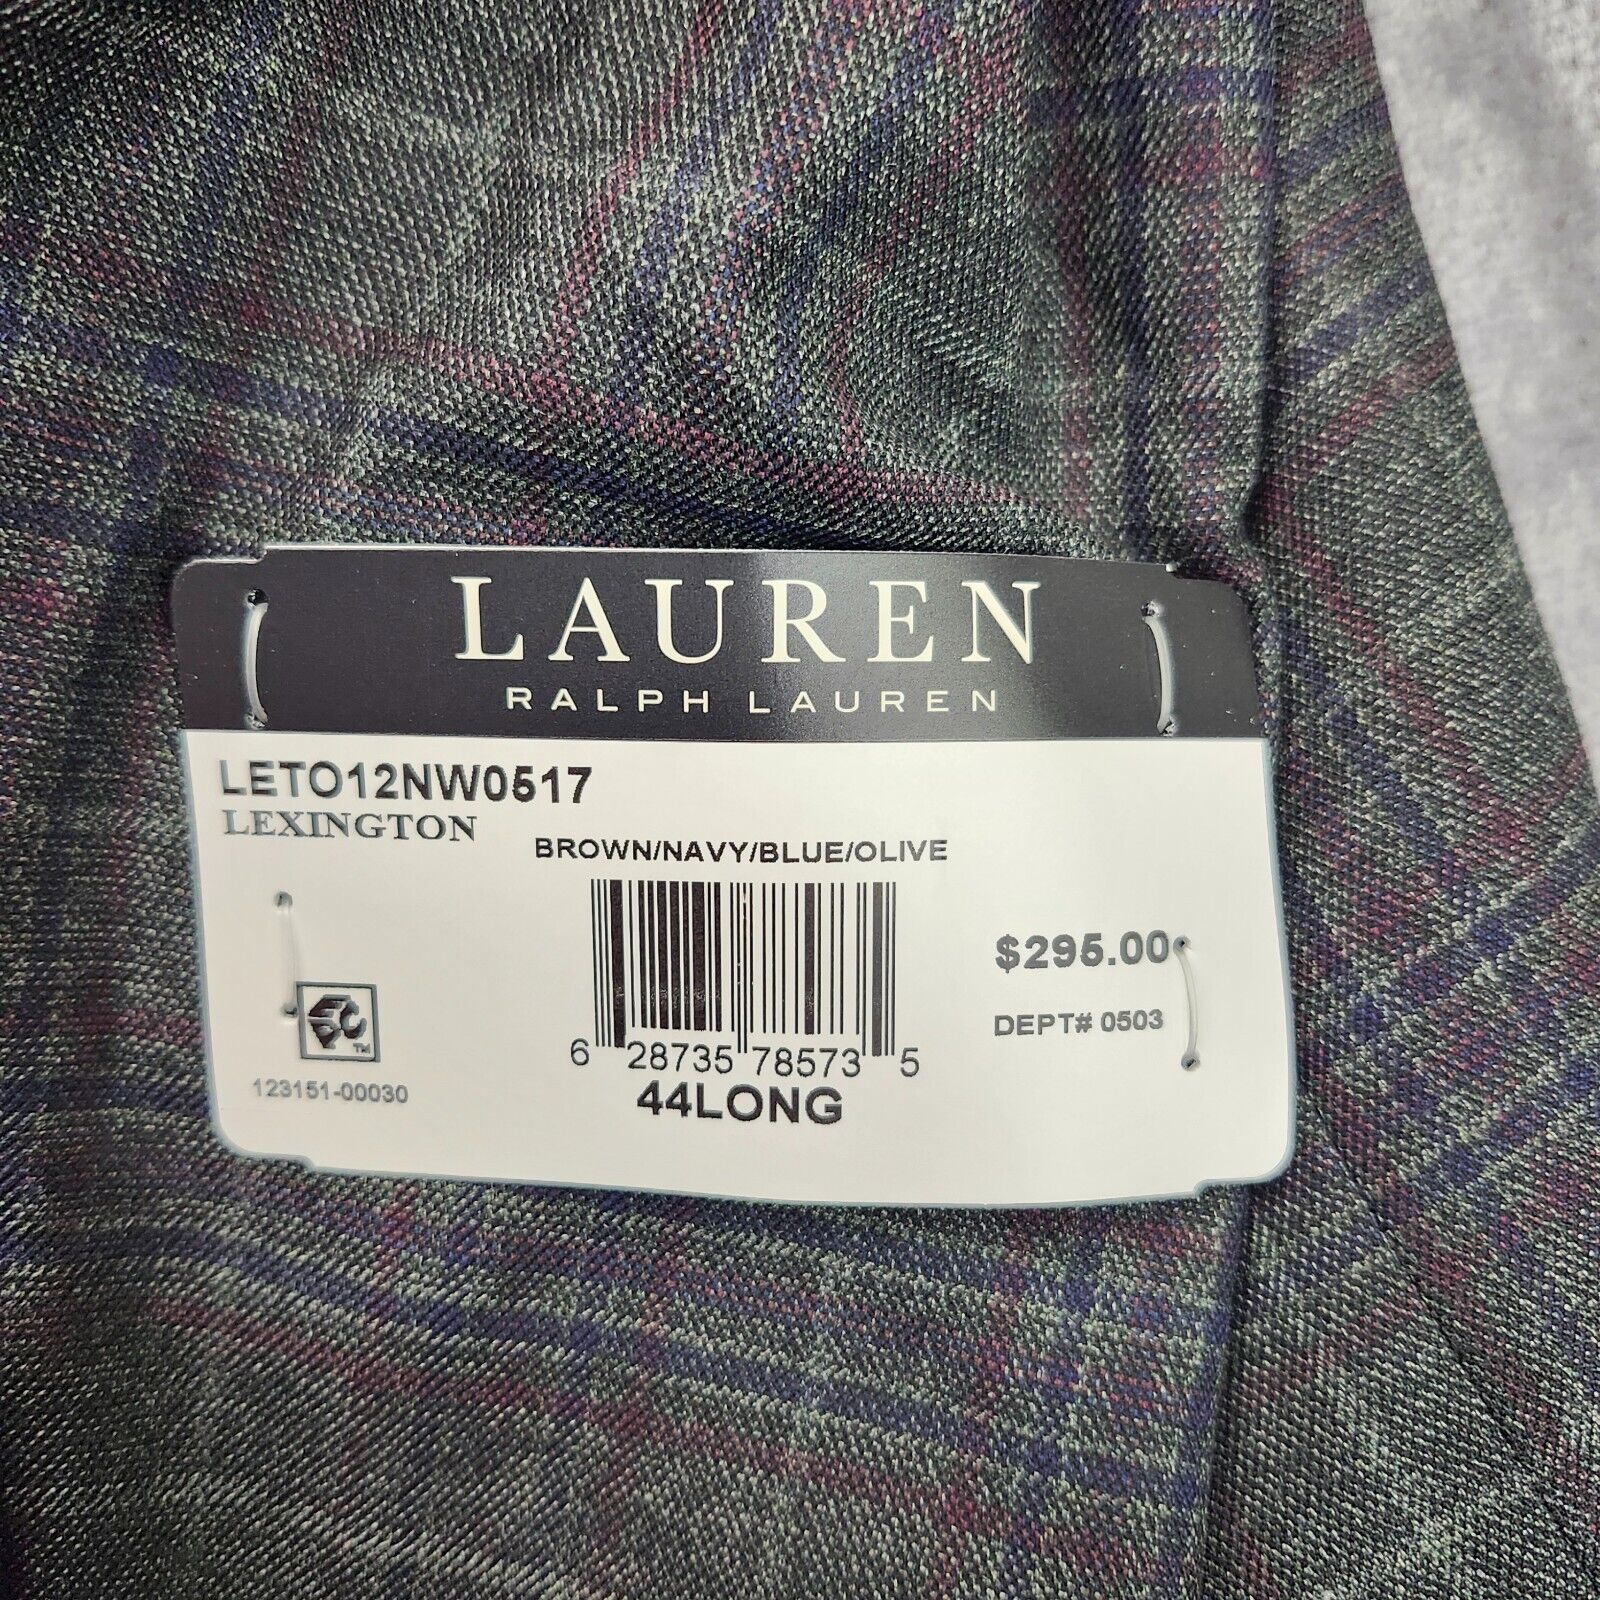 LAUREN
RALPH LAUREN
LETO12NW0517
LEXINGTON
BROWN/NAVY/BLUE/OLIVE
$295.00
DEPT# 0503
6 28735 78573 5
TM
123151-00030
44LONG